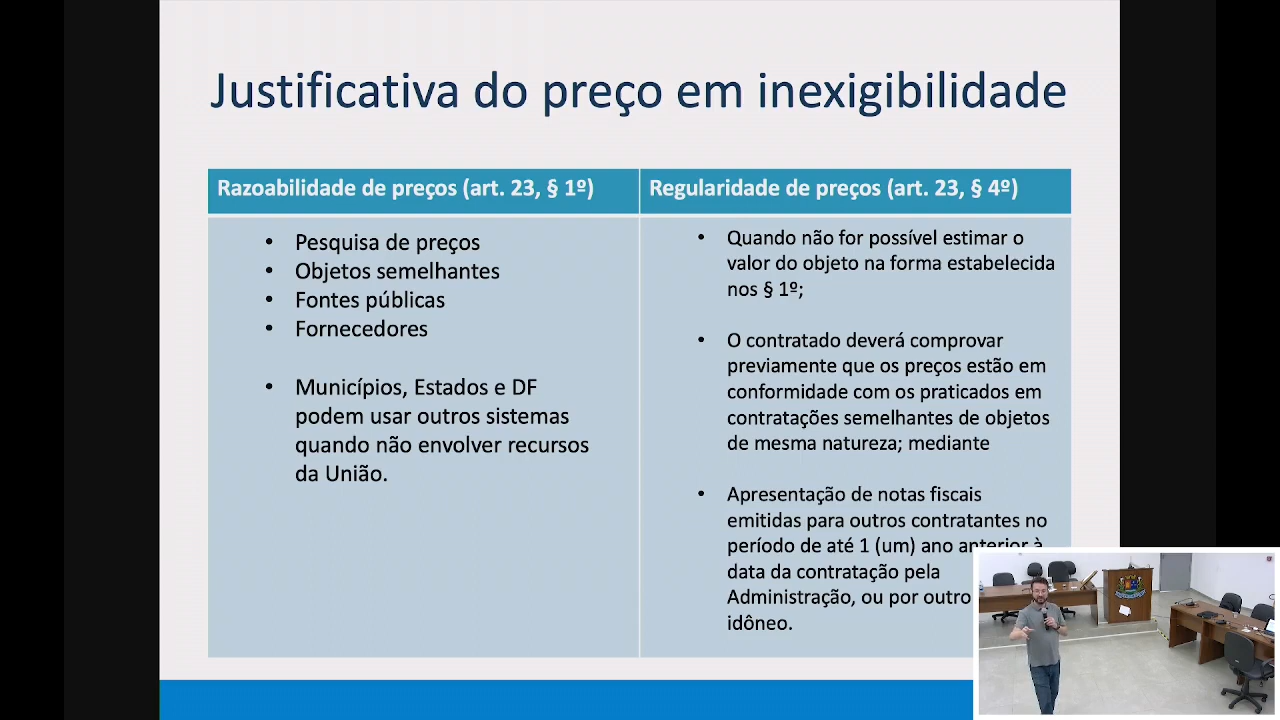 Justificativa do preço em inexigibilidade
Razoabilidade de preços (art. 23, § 1º)
• Pesquisa de preços
• Objetos semelhantes
• Fontes públicas
• Fornecedores
• Municípios, Estados e DF
podem usar outros sistemas
quando não envolver recursos
da União.
Regularidade de preços (art. 23, § 4º)
• Quando não for possível estimar o
valor do objeto na forma estabelecida
nos § 1º;
• O contratado deverá comprovar
previamente que os preços estão em
conformidade com os praticados em
contratações semelhantes de objetos
de mesma natureza; mediante
• Apresentação de notas fiscais
emitidas para outros contratantes no
período de até 1 (um) ano anterior à
data da contratação pela
Administração, ou por outro
idôneo.